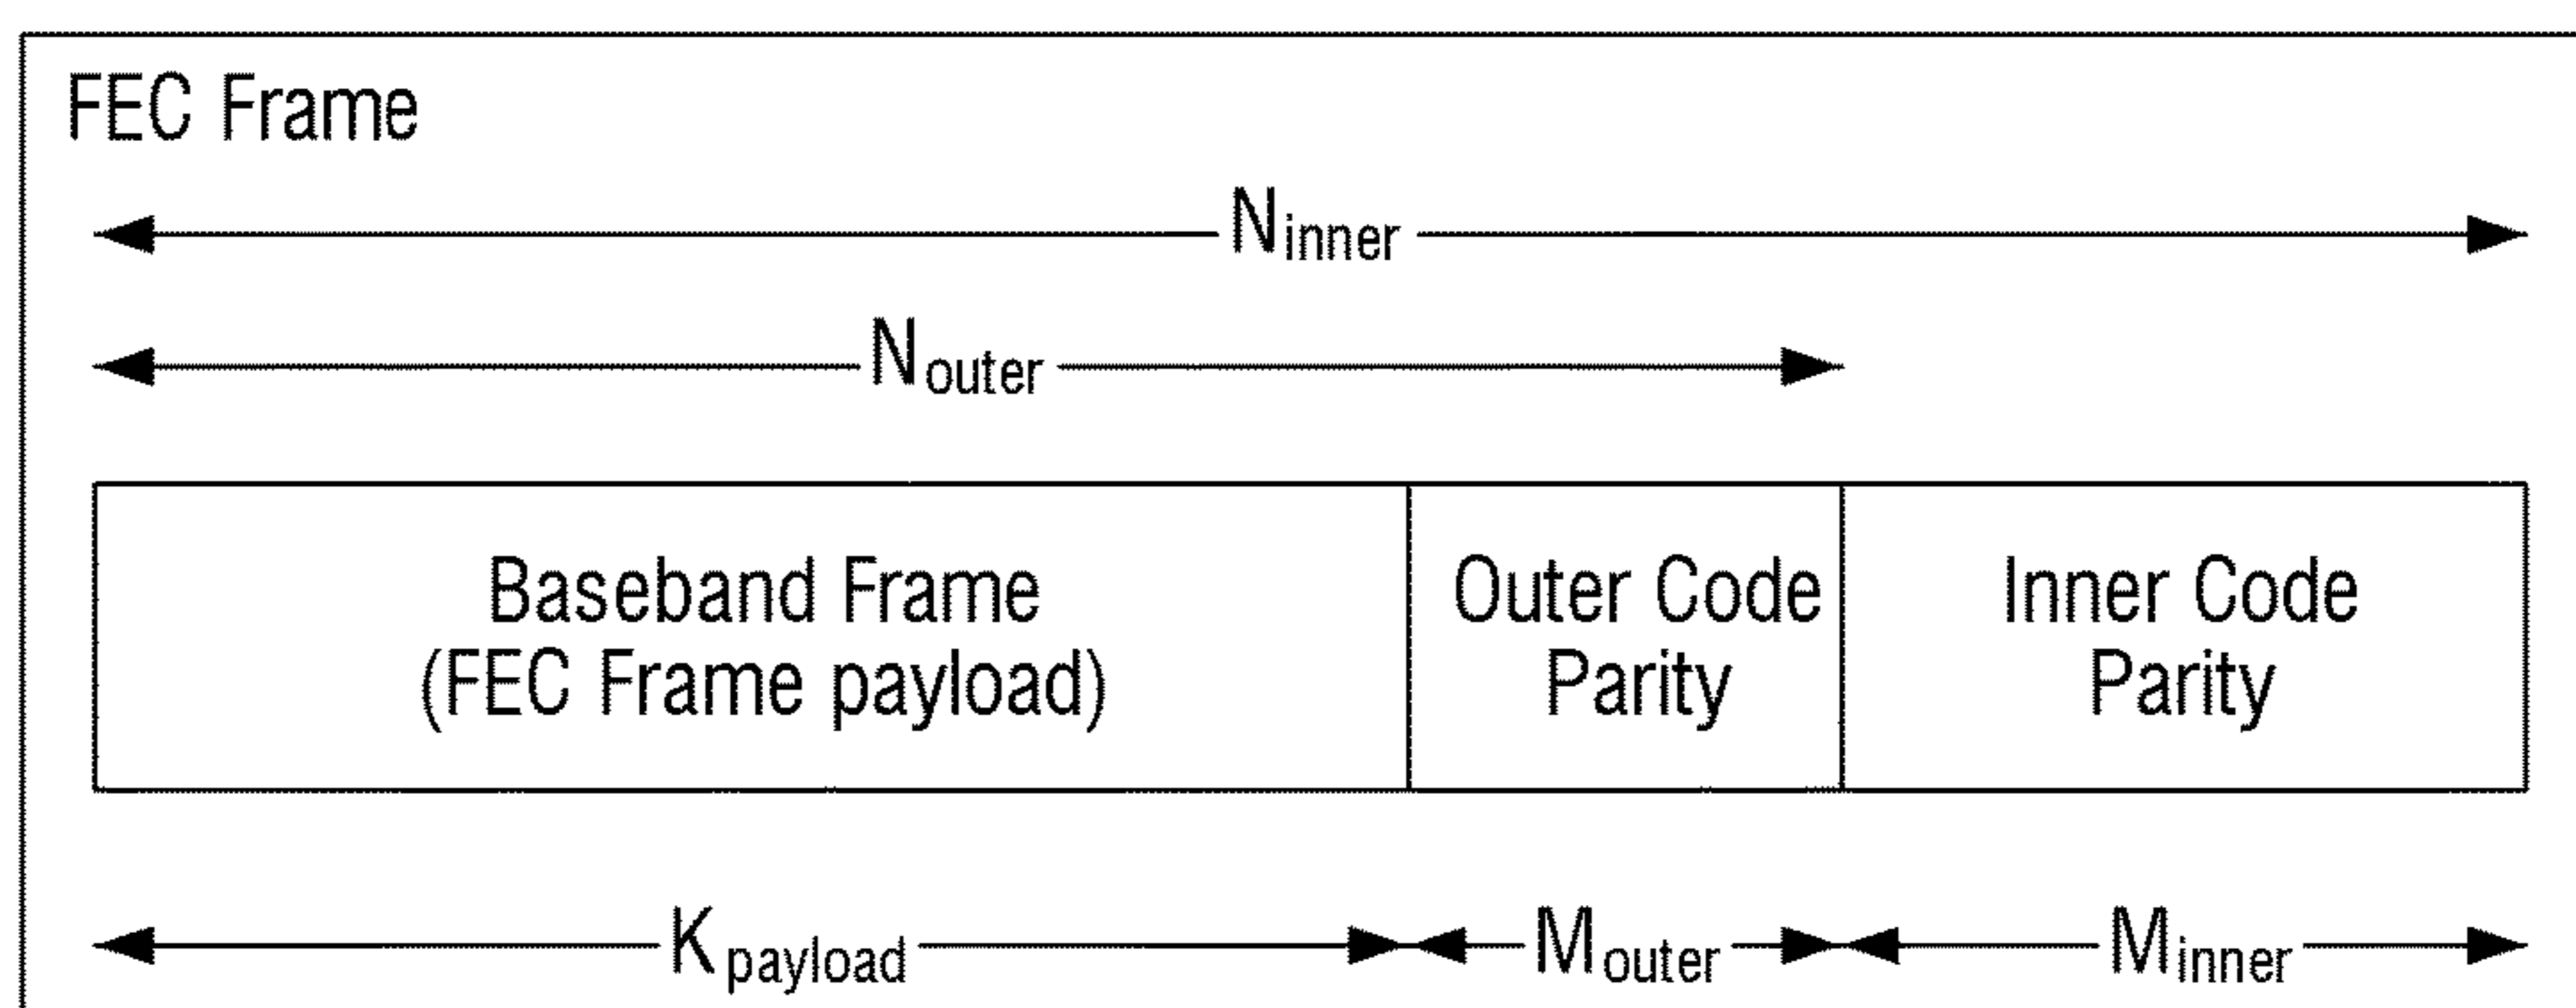 FEC Frame
Ninner
Nouter
Baseband Frame
(FEC Frame payload)
Outer Code
Parity
Inner Code
Parity
Kpayload
Mouter
Minner